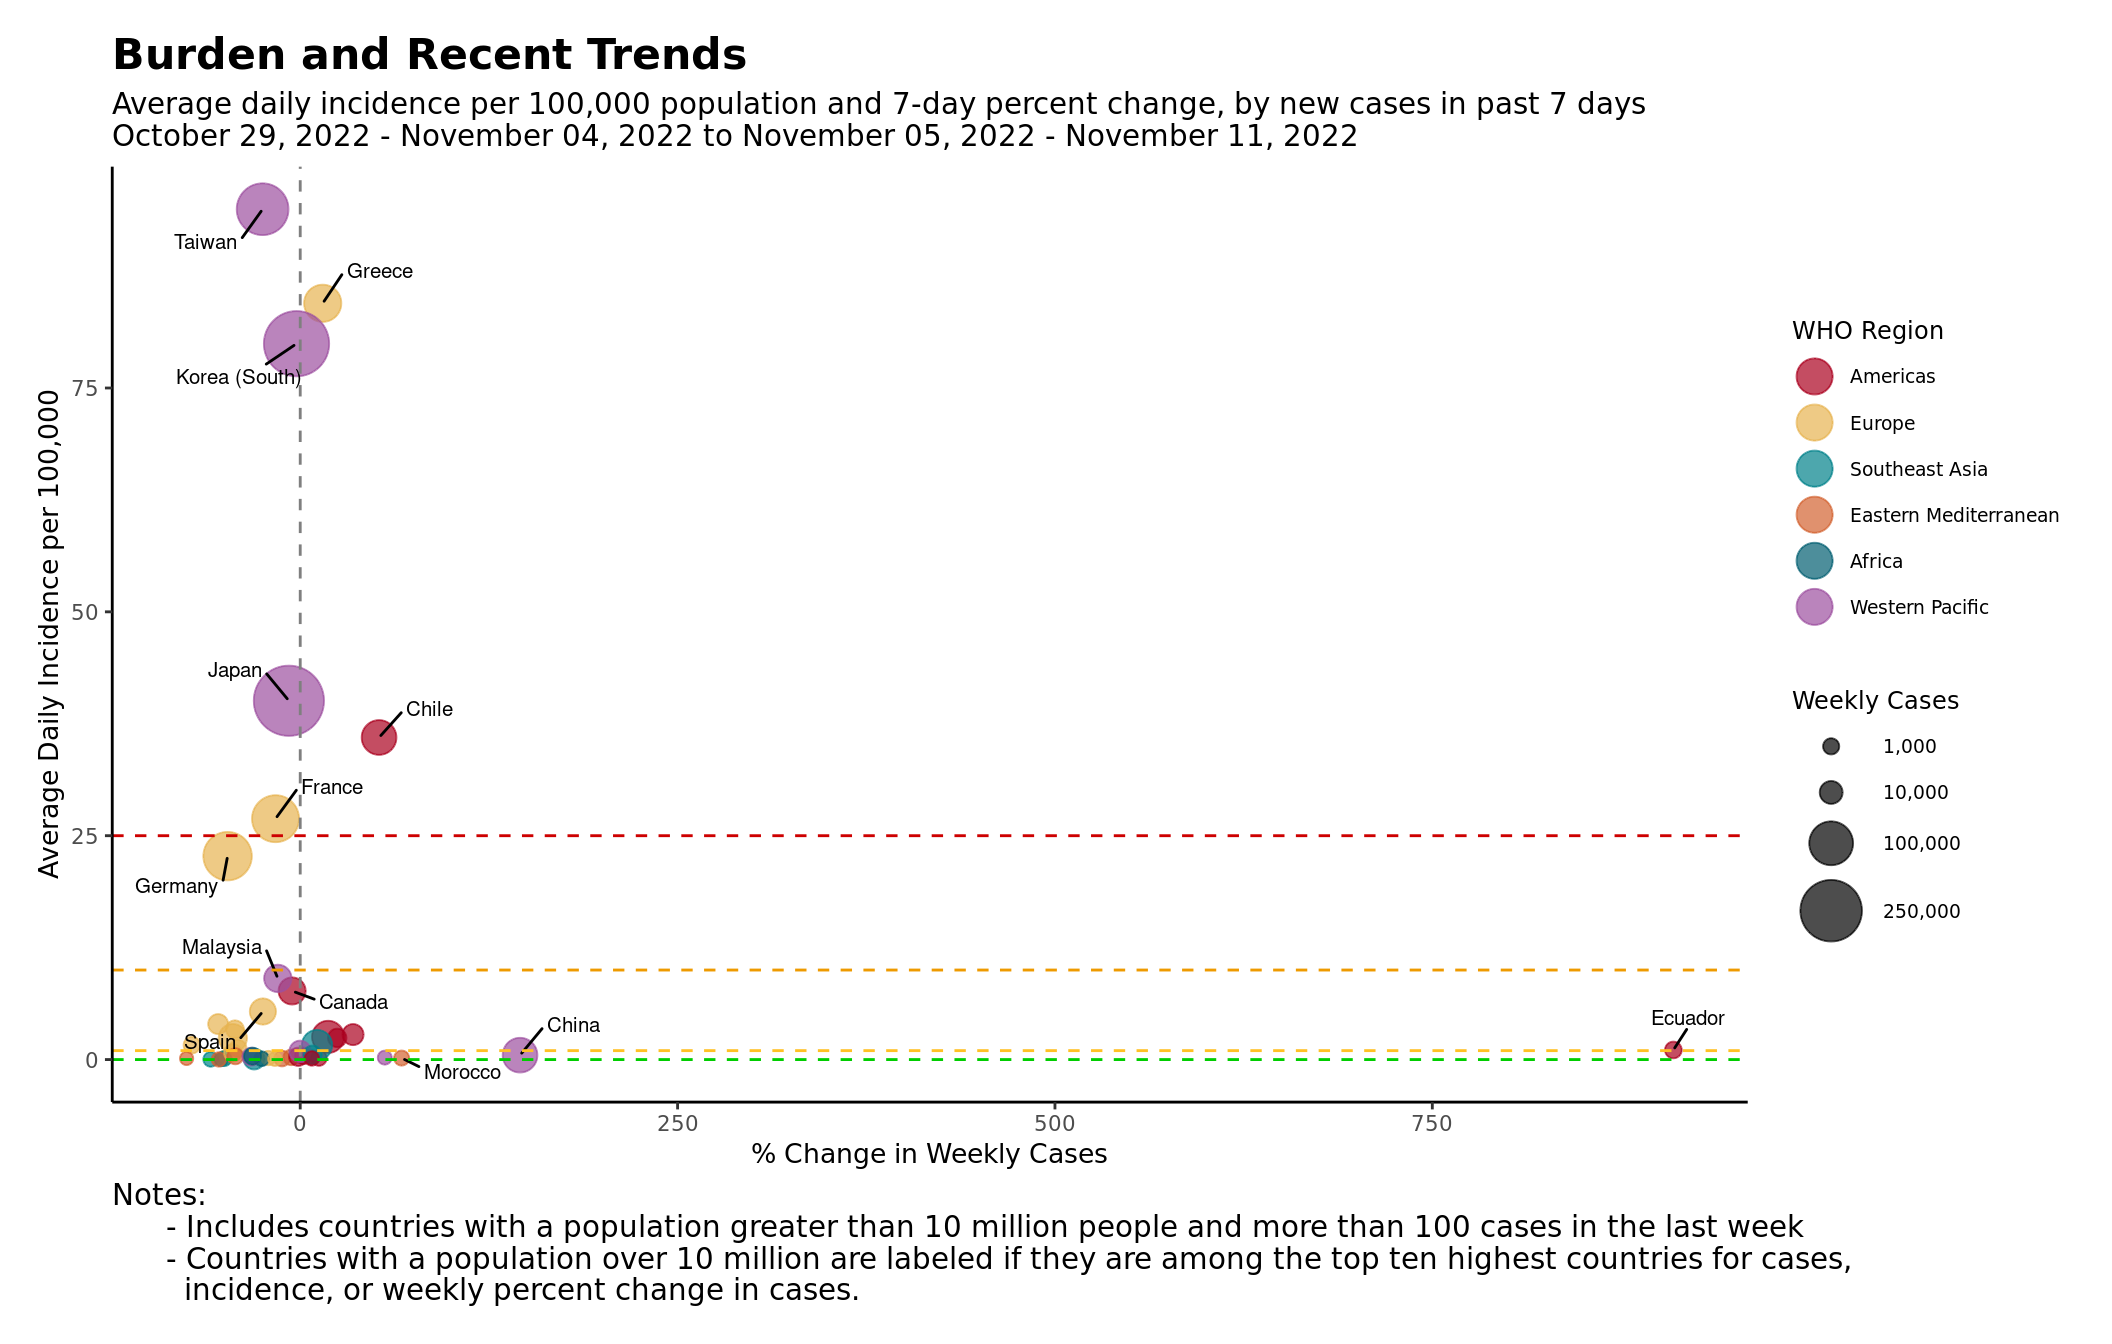 Burden and Recent Trends
Average daily incidence per 100,000 population and 7-day percent change, by new cases in past 7 days
October 29, 2022 - November 04, 2022 to November 05, 2022 - November 11, 2022
Average Daily Incidence per 100,000
75
50
25
0
Taiwan
Greece
Korea (South)
Japan
Chile
France
Germany
Malaysia
Canada
Spain
China
Morocco
Ecuador
0
250
500
750
% Change in Weekly Cases
WHO Region
Americas
Europe
Southeast Asia
Eastern Mediterranean
Africa
Western Pacific
Weekly Cases
1,000
10,000
100,000
250,000
Notes:
- Includes countries with a population greater than 10 million people and more than 100 cases in the last week
- Countries with a population over 10 million are labeled if they are among the top ten highest countries for cases,
incidence, or weekly percent change in cases.